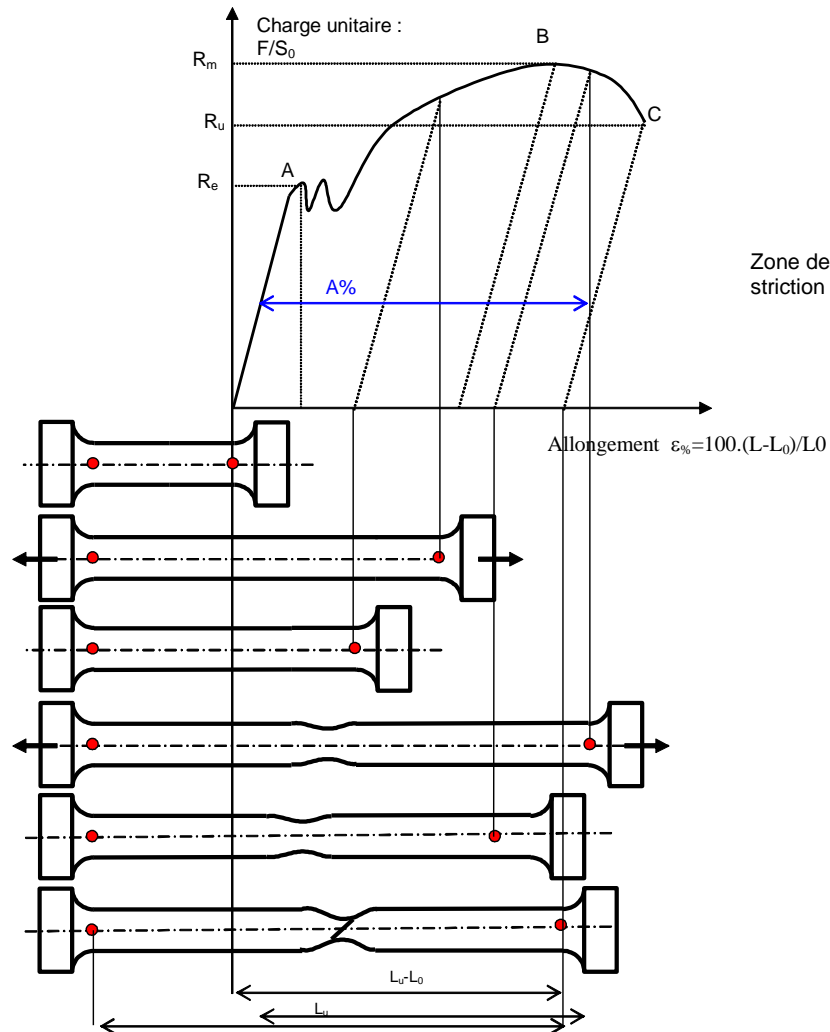 Charge unitaire :
F/S₀
B
Rₘ
C
Rᵤ
A
Rₑ
Zone de
striction
A%
Allongement ε%=100.(L-L₀)/L0
Lᵤ-L₀
Lᵤ